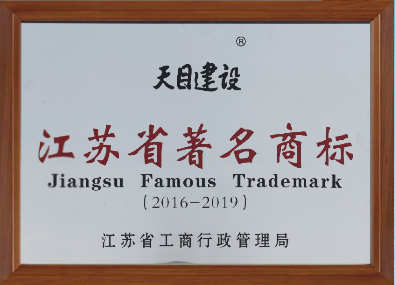 ®
天目建设
江苏省著名商标
Jiangsu Famous Trademark
(2016-2019)
江苏省工商行政管理局